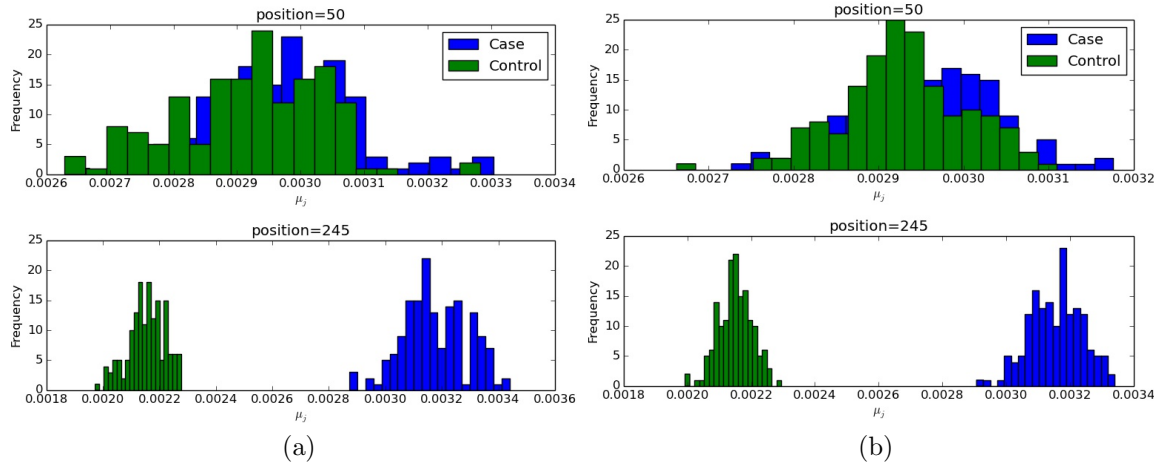 position=50
25
20
15
10
5
0
Frequency
Case
Control
0.0026 0.0027 0.0028 0.0029 0.0030 0.0031 0.0032 0.0033 0.0034
μj
position=245
25
20
15
10
5
0
Frequency
0.0018 0.0020 0.0022 0.0024 0.0026 0.0028 0.0030 0.0032 0.0034 0.0036
μj
(a)
position=50
25
20
15
10
5
0
Frequency
Case
Control
0.0026 0.0027 0.0028 0.0029 0.0030 0.0031 0.0032
μj
position=245
25
20
15
10
5
0
Frequency
0.0018 0.0020 0.0022 0.0024 0.0026 0.0028 0.0030 0.0032 0.0034
μj
(b)